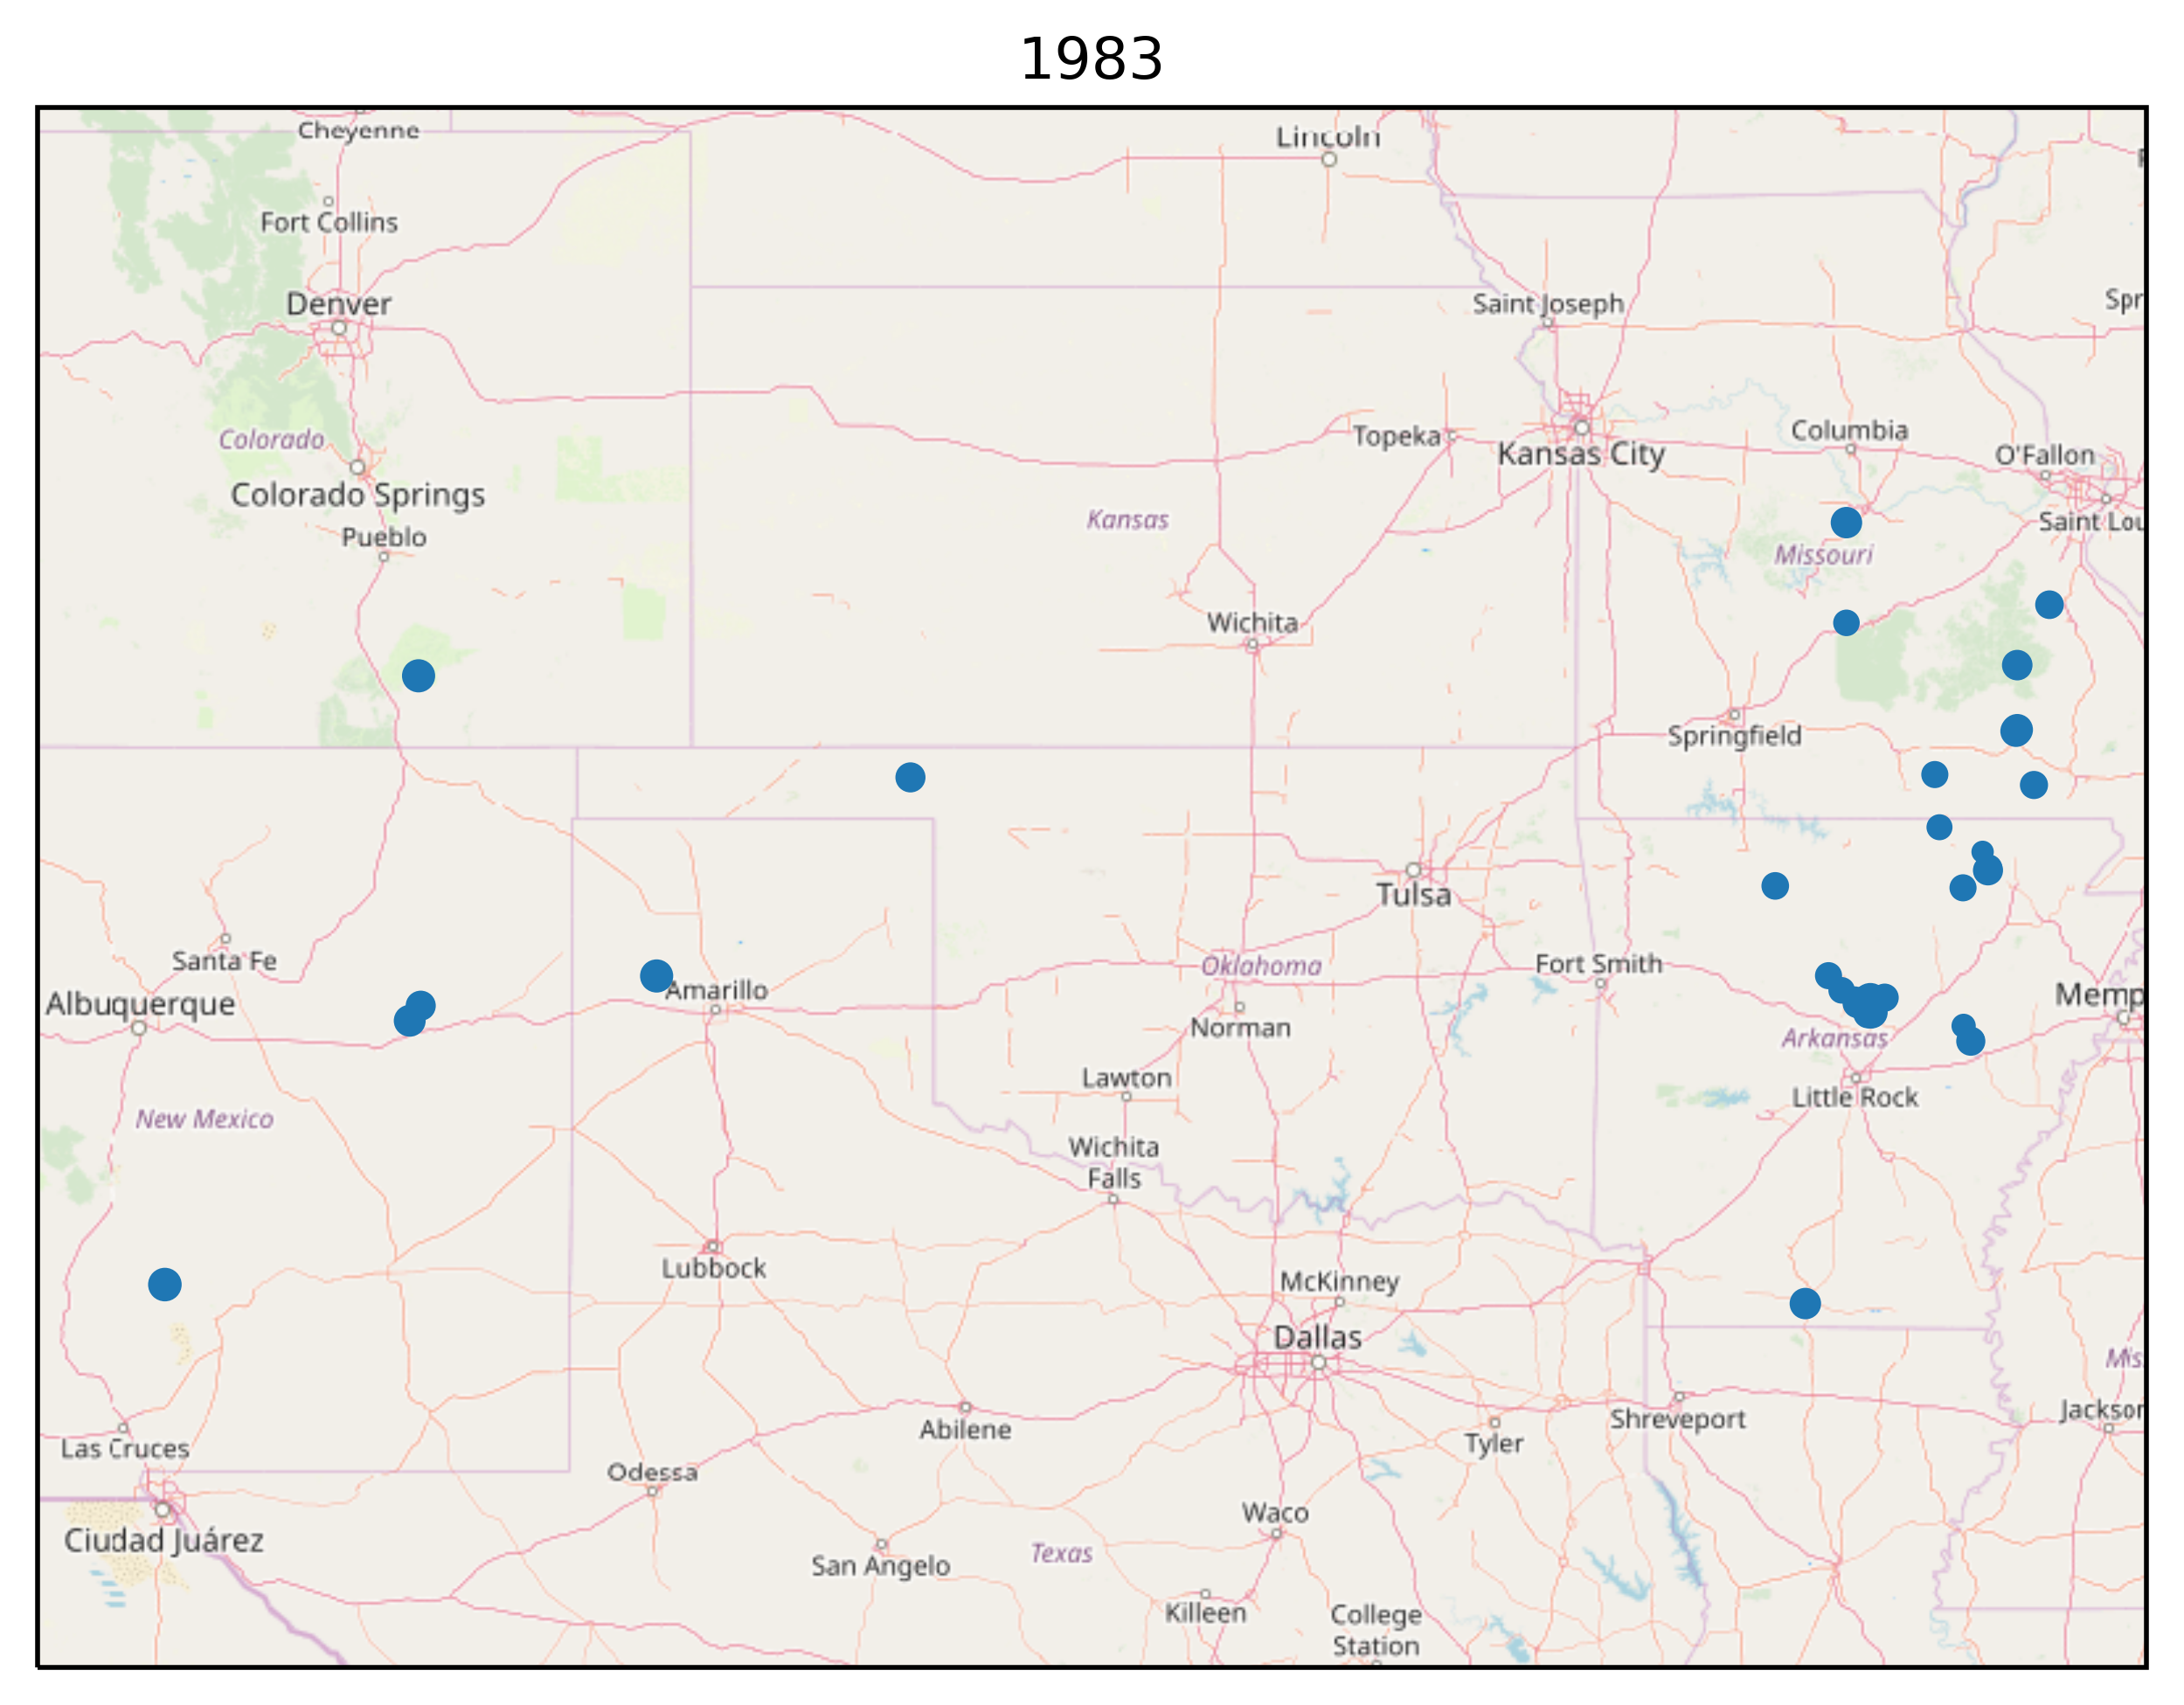 1983
Cheyenne
Lincoln
Fort Collins
Denver
Saint Joseph
Spr
Colorado
Topeka
Kansas City
Columbia
O'Fallon
Colorado Springs
Kansas
Saint Lou
Pueblo
Missouri
Wichita
Springfield
Tulsa
Santa Fe
Oklahoma
Fort Smith
Albuquerque
Amarillo
Memp
Norman
Arkansas
Lawton
Little Rock
New Mexico
Wichita
Falls
Lubbock
McKinney
Dallas
Mis
Abilene
Shreveport
Jackson
Las Cruces
Tyler
Odessa
Waco
Ciudad Juárez
San Angelo
Texas
Killeen
College
Station